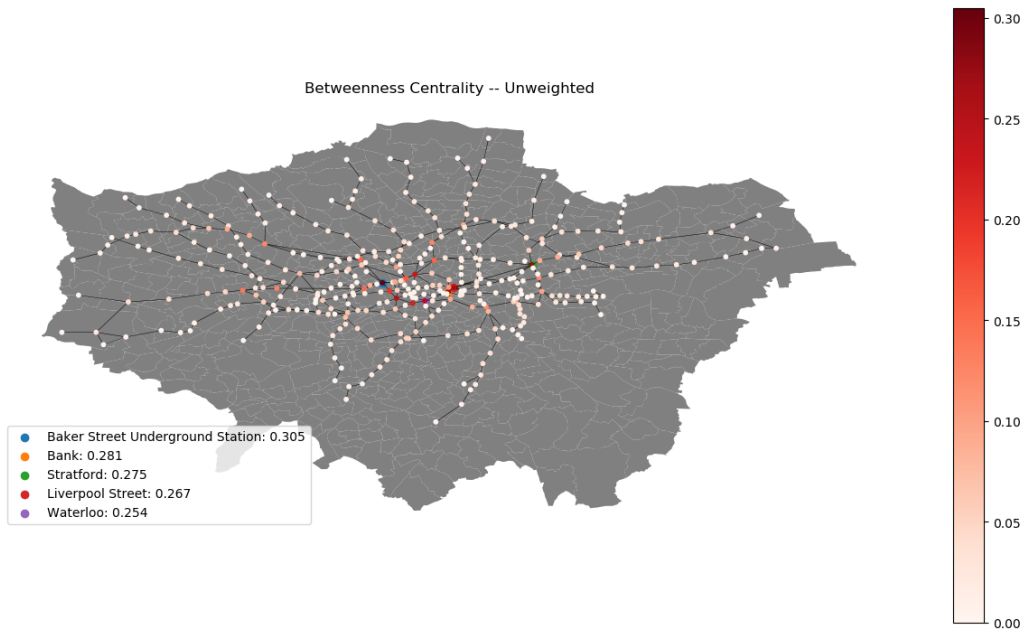 Betweenness Centrality -- Unweighted
0.30
0.25
0.20
0.15
0.10
0.05
0.00
Baker Street Underground Station: 0.305
Bank: 0.281
Stratford: 0.275
Liverpool Street: 0.267
Waterloo: 0.254